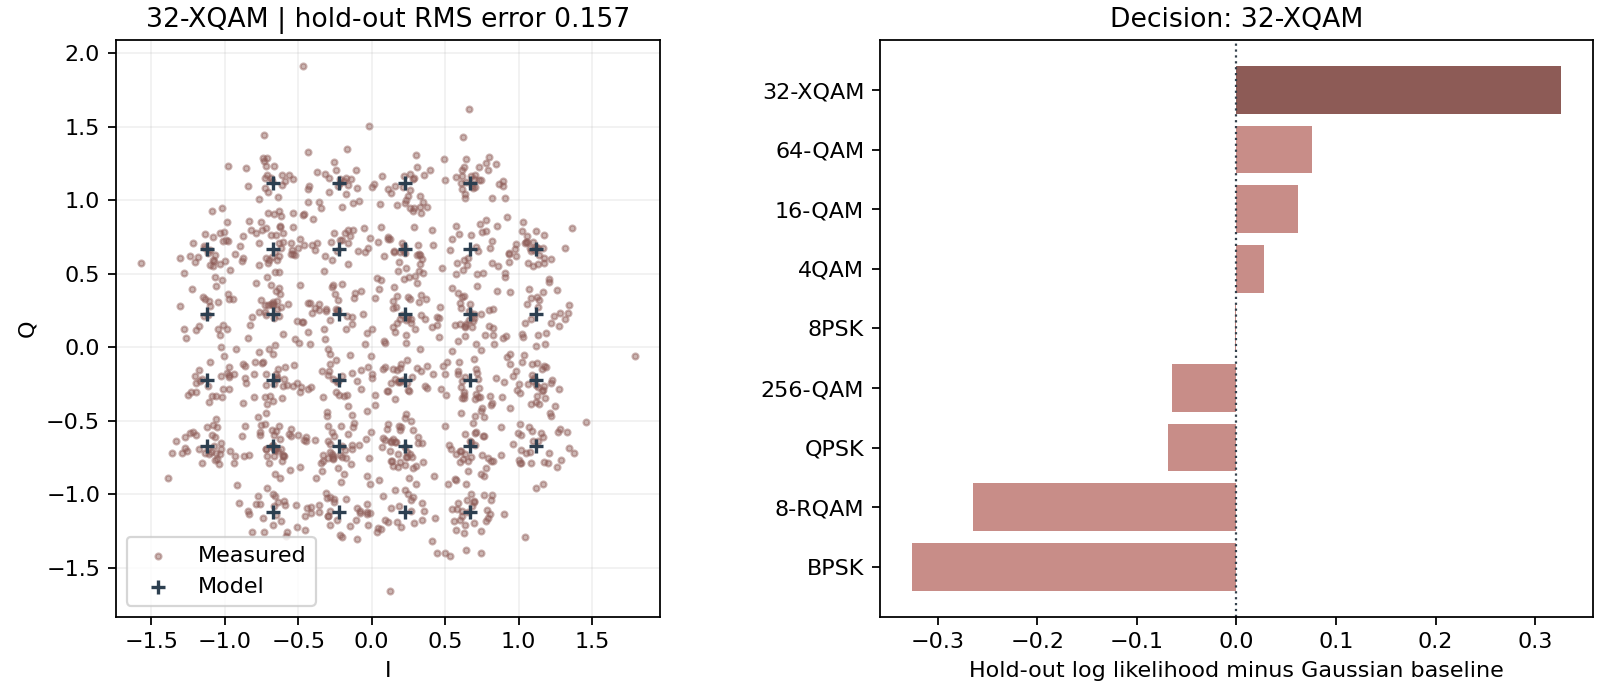 32-XQAM | hold-out RMS error 0.157
2.0
1.5
1.0
0.5
0.0
−0.5
−1.0
−1.5
Q
Measured
Model
−1.5 −1.0 −0.5 0.0 0.5 1.0 1.5
I
Decision: 32-XQAM
32-XQAM
64-QAM
16-QAM
4QAM
8PSK
256-QAM
QPSK
8-RQAM
BPSK
−0.3 −0.2 −0.1 0.0 0.1 0.2 0.3
Hold-out log likelihood minus Gaussian baseline